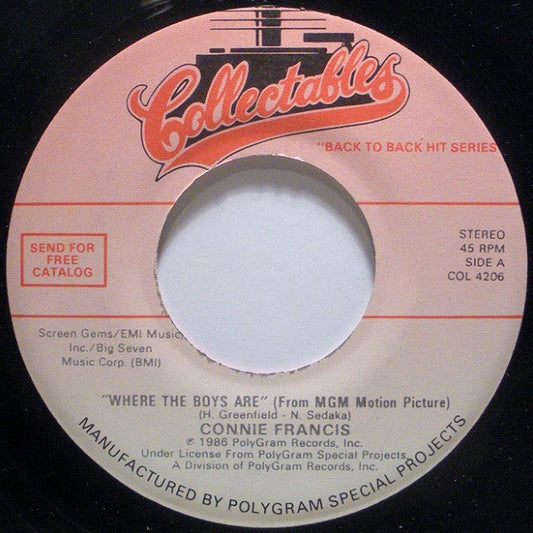 Collectables
"BACK TO BACK HIT SERIES
SEND FOR
FREE
CATALOG
STEREO
45 RPM
SIDE A
COL 4206
Screen Gems/EMI Music,
Inc./Big Seven
Music Corp. (BMI)
"WHERE THE BOYS ARE" (From MGM Motion Picture)
(H. Greenfield - N. Sedaka)
CONNIE FRANCIS
℗ 1986 PolyGram Records, Inc.
Under License From PolyGram Special Projects,
A Division of PolyGram Records, Inc.
MANUFACTURED BY POLYGRAM SPECIAL PROJECTS